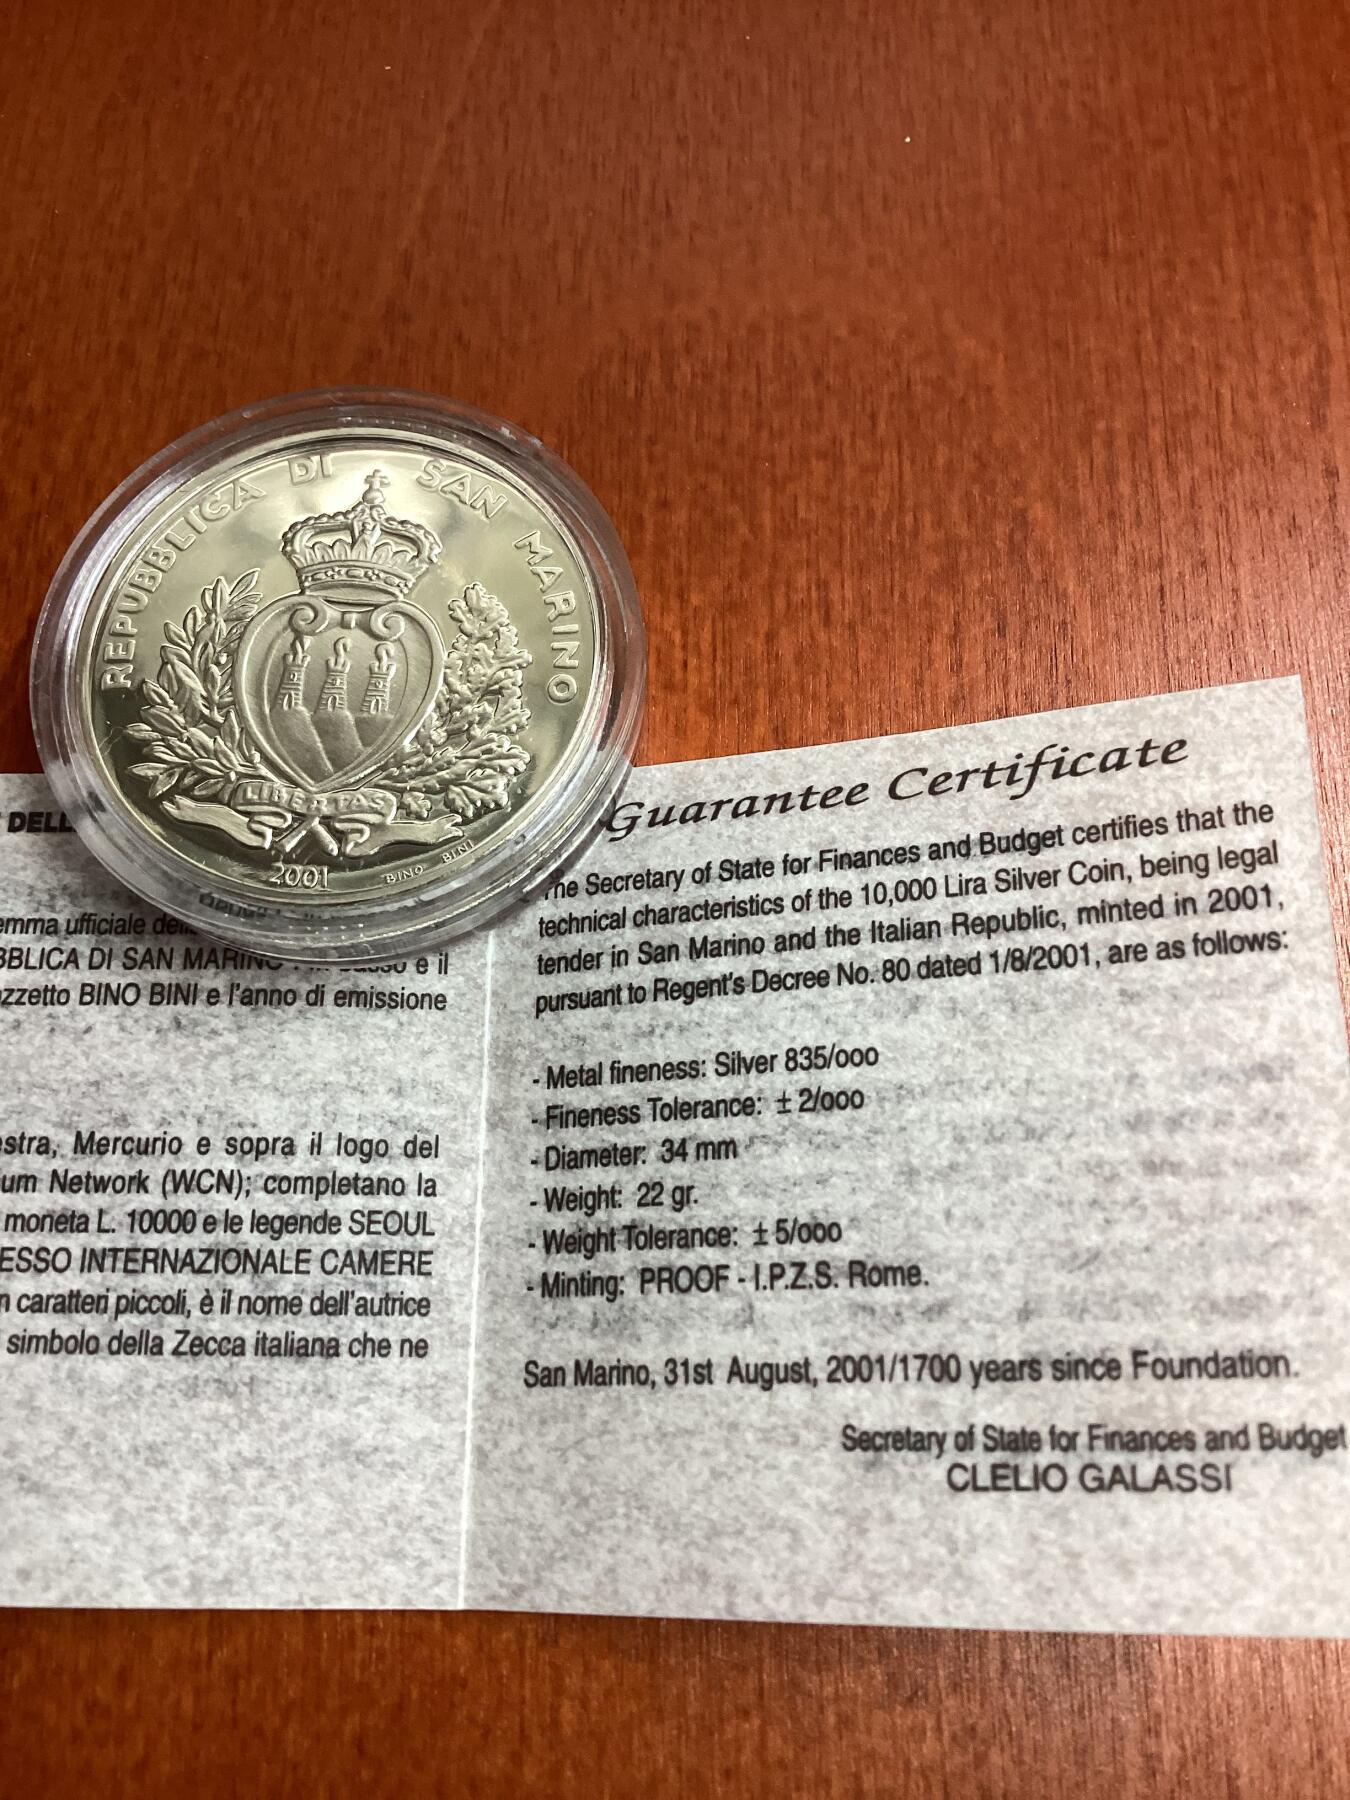 REPUBBLICA DI SAN MARINO
LIBERTAS
2001
BINO BINI
DELL
emma ufficiale
BBLICA DI SAN MARINO e il
zzetto BINO BINI e l'anno di emissione
estra, Mercurio e sopra il logo del
um Network (WCN); completano la
moneta L. 10000 e le legende SEOUL
ESSO INTERNAZIONALE CAMERE
n caratteri piccoli, è il nome dell'autrice
simbolo della Zecca italiana che ne
Guarantee Certificate
The Secretary of State for Finances and Budget certifies that the
technical characteristics of the 10,000 Lira Silver Coin, being legal
tender in San Marino and the Italian Republic, minted in 2001,
pursuant to Regent's Decree No. 80 dated 1/8/2001, are as follows:
- Metal fineness: Silver 835/ooo
- Fineness Tolerance: ± 2/ooo
- Diameter: 34 mm
- Weight: 22 gr.
- Weight Tolerance: ± 5/ooo
- Minting: PROOF - I.P.Z.S. Rome.
San Marino, 31st August, 2001/1700 years since Foundation.
Secretary of State for Finances and Budget
CLELIO GALASSI